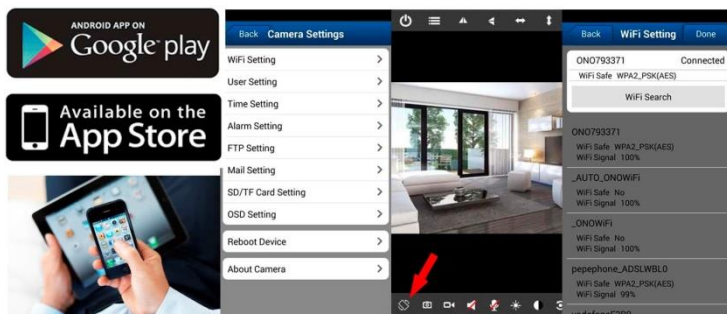 ANDROID APP ON
Google play
Available on the
App Store
Back Camera Settings
WiFi Setting
User Setting
Time Setting
Alarm Setting
FTP Setting
Mail Setting
SD/TF Card Setting
OSD Setting
Reboot Device
About Camera
Back WiFi Setting Done
ONO793371 Connected
WiFi Safe WPA2_PSK(AES)
WiFi Search
ONO793371
WiFi Safe WPA2_PSK(AES)
WiFi Signal 100%
_AUTO_ONOWiFi
WiFi Safe No
WiFi Signal 100%
_ONOWiFi
WiFi Safe No
WiFi Signal 100%
pepephone_ADSLWBL0
WiFi Safe WPA2_PSK(AES)
WiFi Signal 99%